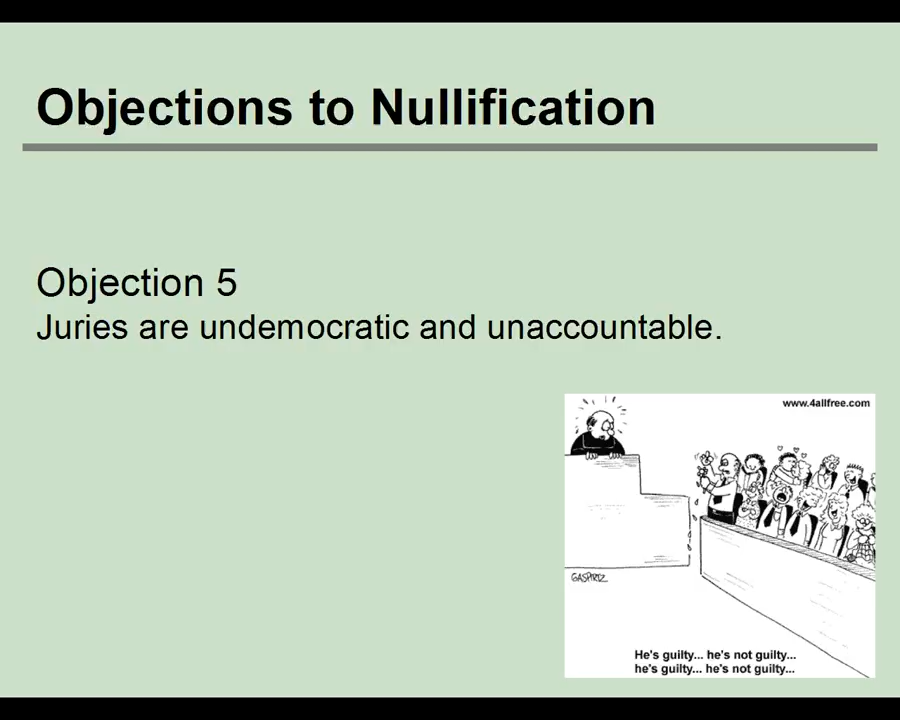 Objections to Nullification
Objection 5
Juries are undemocratic and unaccountable.
www.4allfree.com
GASPIRTZ
He's guilty... he's not guilty...
he's guilty... he's not guilty...